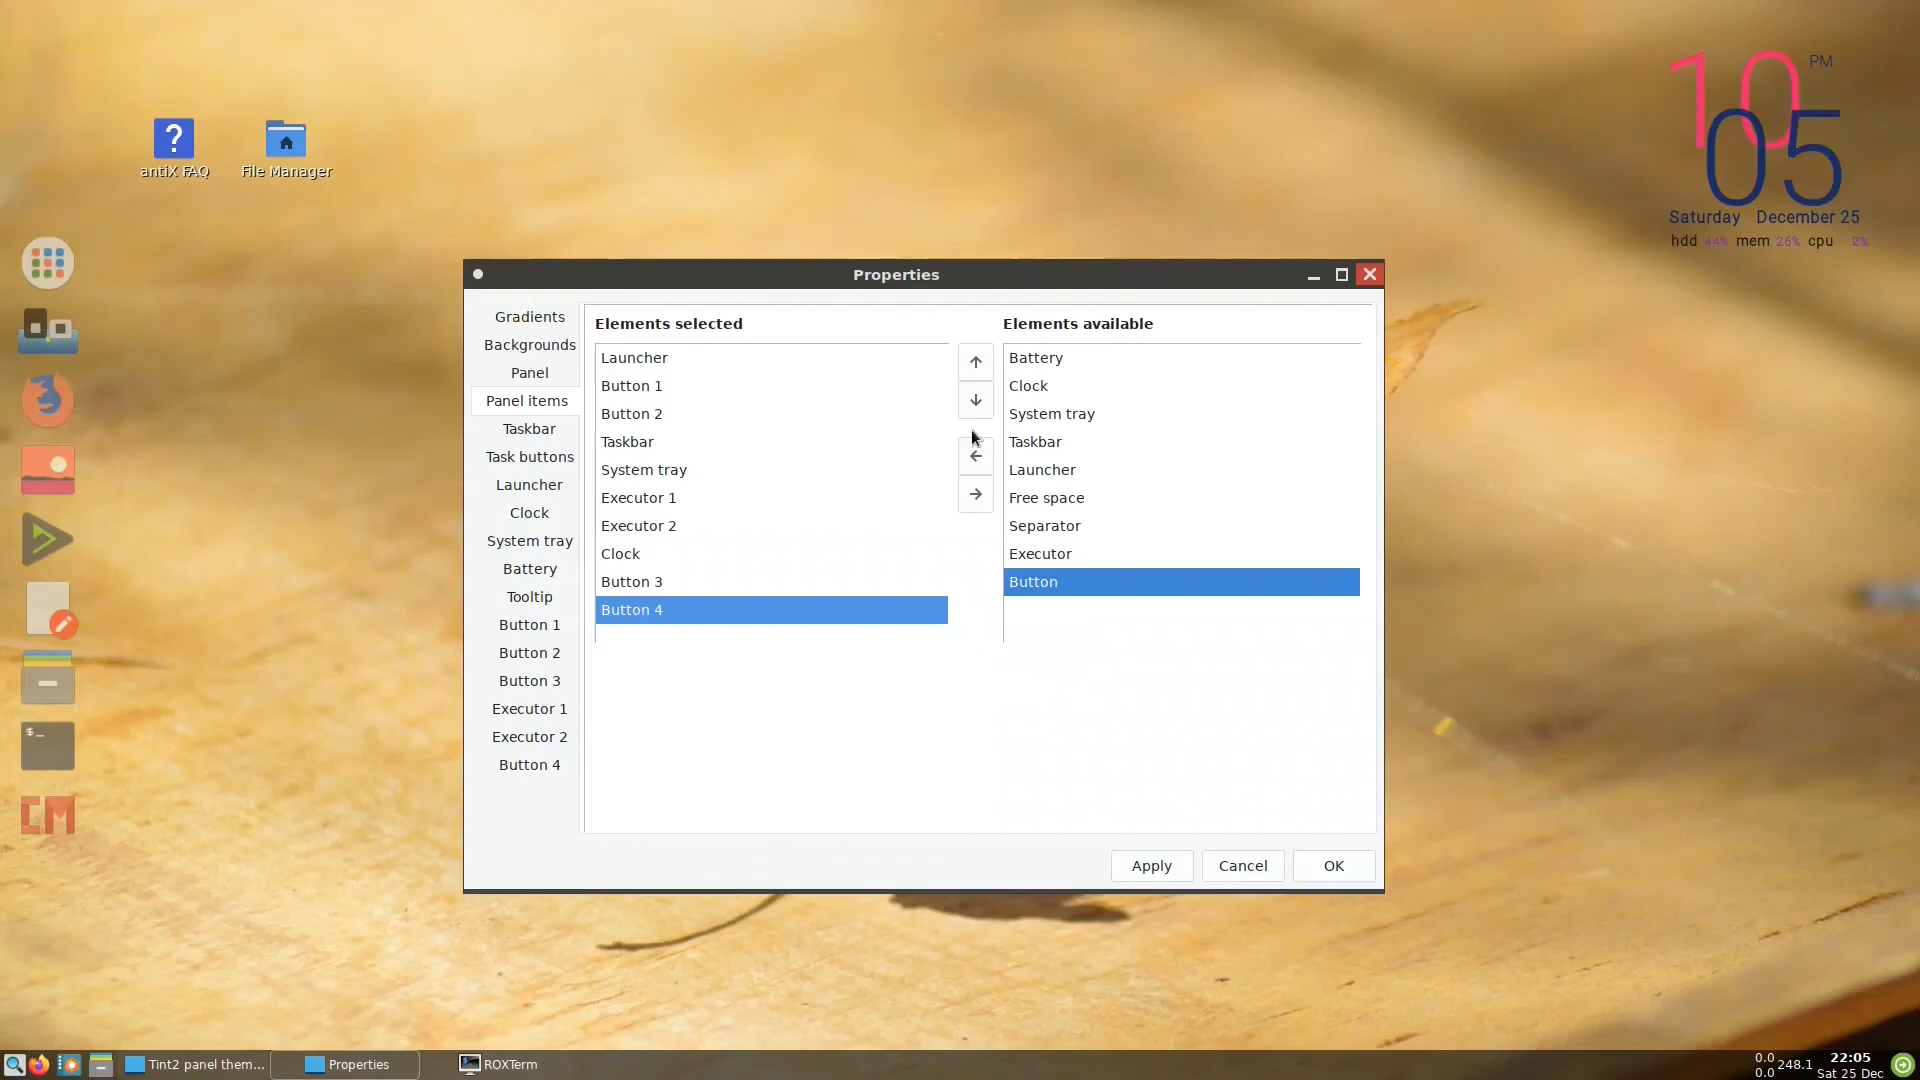 10 PM
05
Saturday December 25
hdd 44% mem 26% cpu 2%
antiX FAQ
File Manager
Properties
Gradients
Backgrounds
Panel
Panel items
Taskbar
Task buttons
Launcher
Clock
System tray
Battery
Tooltip
Button 1
Button 2
Button 3
Executor 1
Executor 2
Button 4
Elements selected
Launcher
Button 1
Button 2
Taskbar
System tray
Executor 1
Executor 2
Clock
Button 3
Button 4
Elements available
Battery
Clock
System tray
Taskbar
Launcher
Free space
Separator
Executor
Button
Apply
Cancel
OK
$_
Tint2 panel them...
Properties
ROXTerm
0.0
0.0
248.1
22:05
Sat 25 Dec